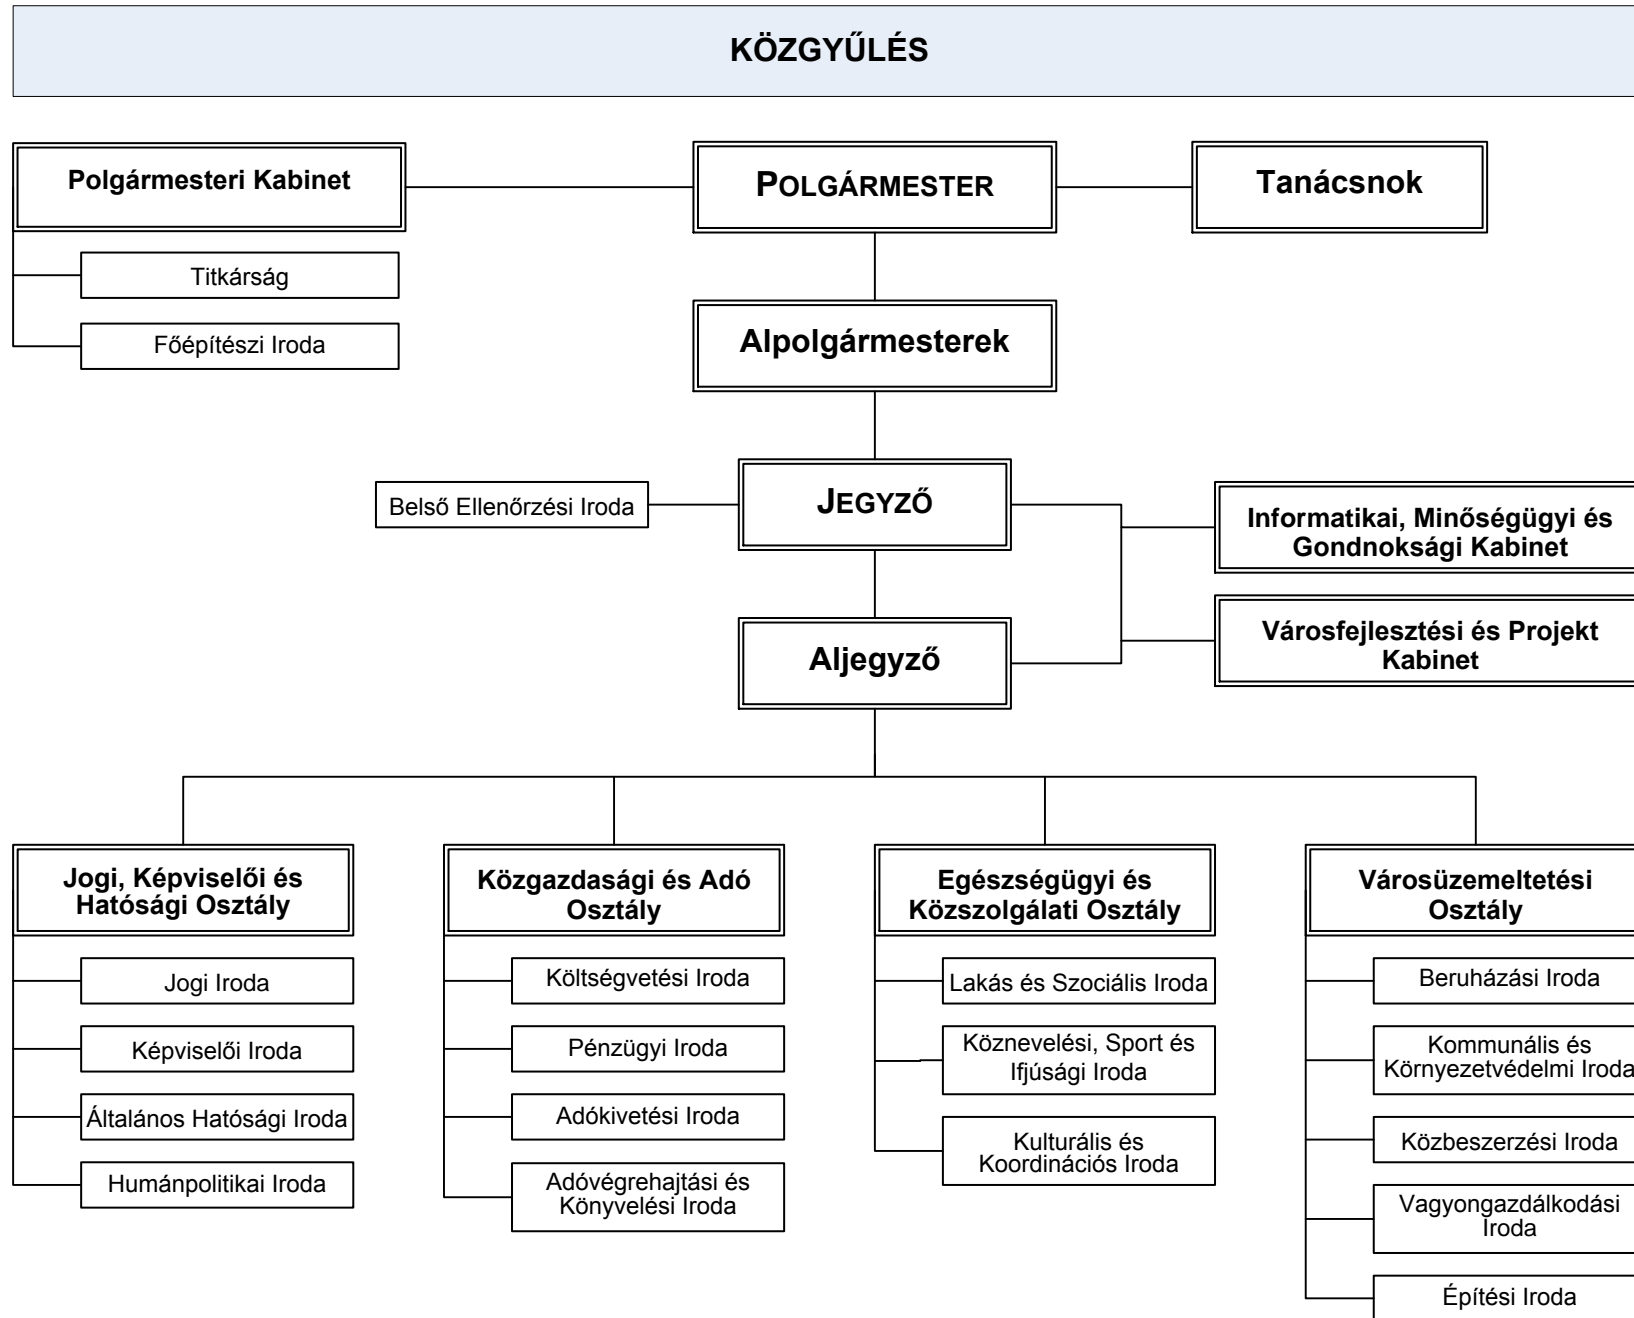 KÖZGYŰLÉS
Polgármesteri Kabinet
POLGÁRMESTER
Tanácsnok
Titkárság
Főépítészi Iroda
Alpolgármesterek
Belső Ellenőrzési Iroda
JEGYZŐ
Informatikai, Minőségügyi és
Gondnoksági Kabinet
Aljegyző
Városfejlesztési és Projekt
Kabinet
Jogi, Képviselői és
Hatósági Osztály
Jogi Iroda
Képviselői Iroda
Általános Hatósági Iroda
Humánpolitikai Iroda
Közgazdasági és Adó
Osztály
Költségvetési Iroda
Pénzügyi Iroda
Adókivetési Iroda
Adóvégrehajtási és
Könyvelési Iroda
Egészségügyi és
Közszolgálati Osztály
Lakás és Szociális Iroda
Köznevelési, Sport és
Ifjúsági Iroda
Kulturális és
Koordinációs Iroda
Városüzemeltetési
Osztály
Beruházási Iroda
Kommunális és
Környezetvédelmi Iroda
Közbeszerzési Iroda
Vagyongazdálkodási
Iroda
Építési Iroda